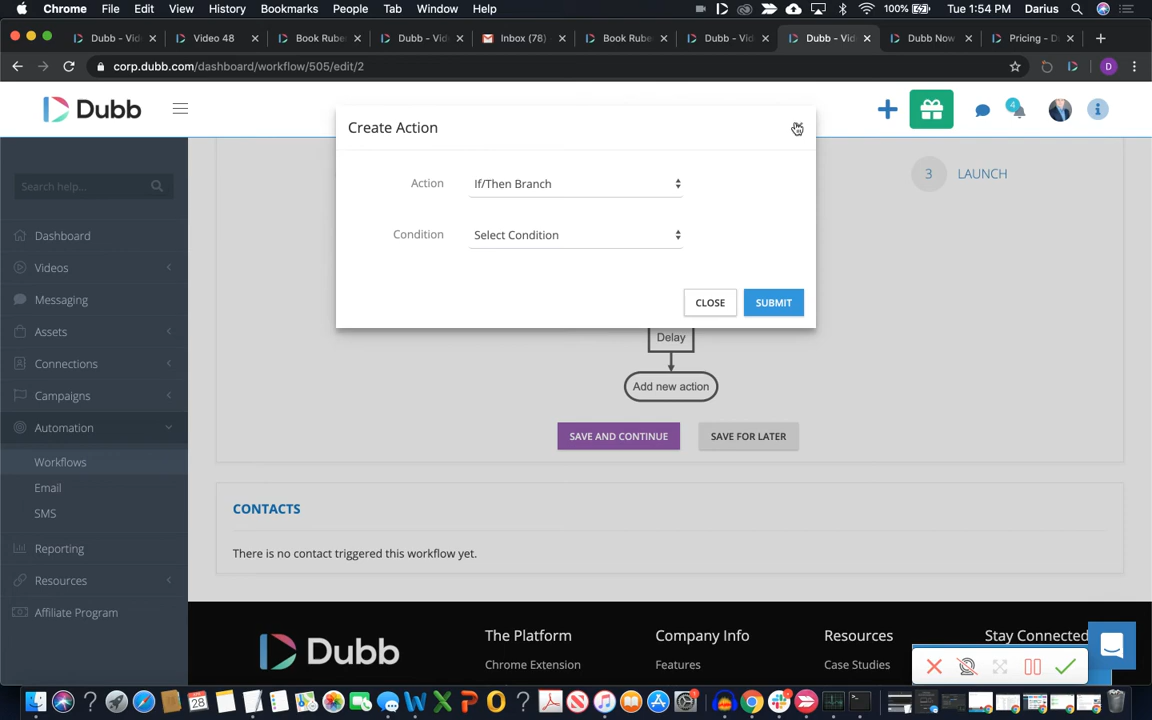 Chrome File Edit View History Bookmarks People Tab Window Help 100% Tue 1:54 PM Darius
Dubb - Vid Video 48 Book Rube Dubb - Vid Inbox (78) Book Rube Dubb - Vid Dubb - Vid Dubb Now Pricing - D
corp.dubb.com/dashboard/workflow/505/edit/2 D
Dubb 4
Create Action
Action If/Then Branch
Condition Select Condition
CLOSE SUBMIT
3 LAUNCH
Search help...
Dashboard
Videos
Messaging
Assets
Connections
Campaigns
Automation
Workflows
Email
SMS
Reporting
Resources
Affiliate Program
Delay
Add new action
SAVE AND CONTINUE SAVE FOR LATER
CONTACTS
There is no contact triggered this workflow yet.
Dubb
The Platform Company Info Resources Stay Connected
Chrome Extension Features Case Studies